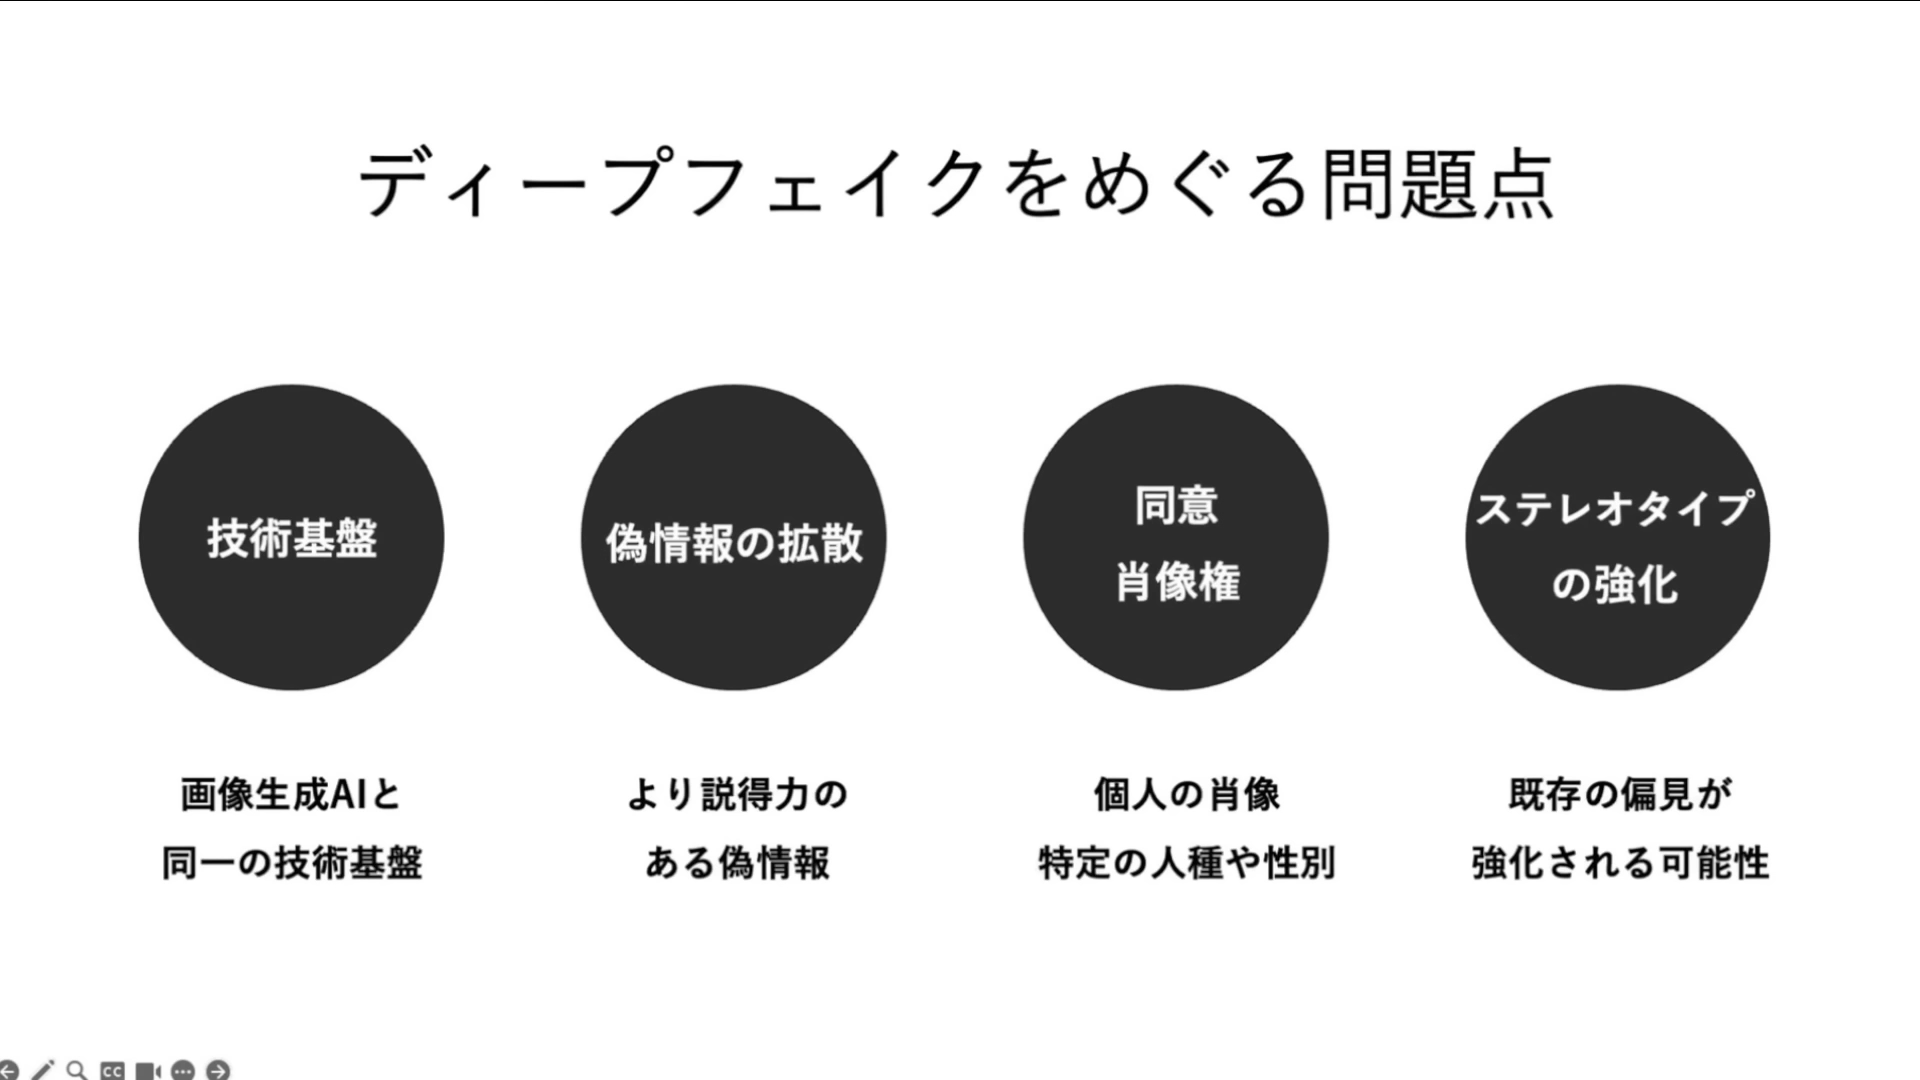 ディープフェイクをめぐる問題点
技術基盤
画像生成AIと
同一の技術基盤
偽情報の拡散
より説得力の
ある偽情報
同意
肖像権
個人の肖像
特定の人種や性別
ステレオタイプ
の強化
既存の偏見が
強化される可能性
CC